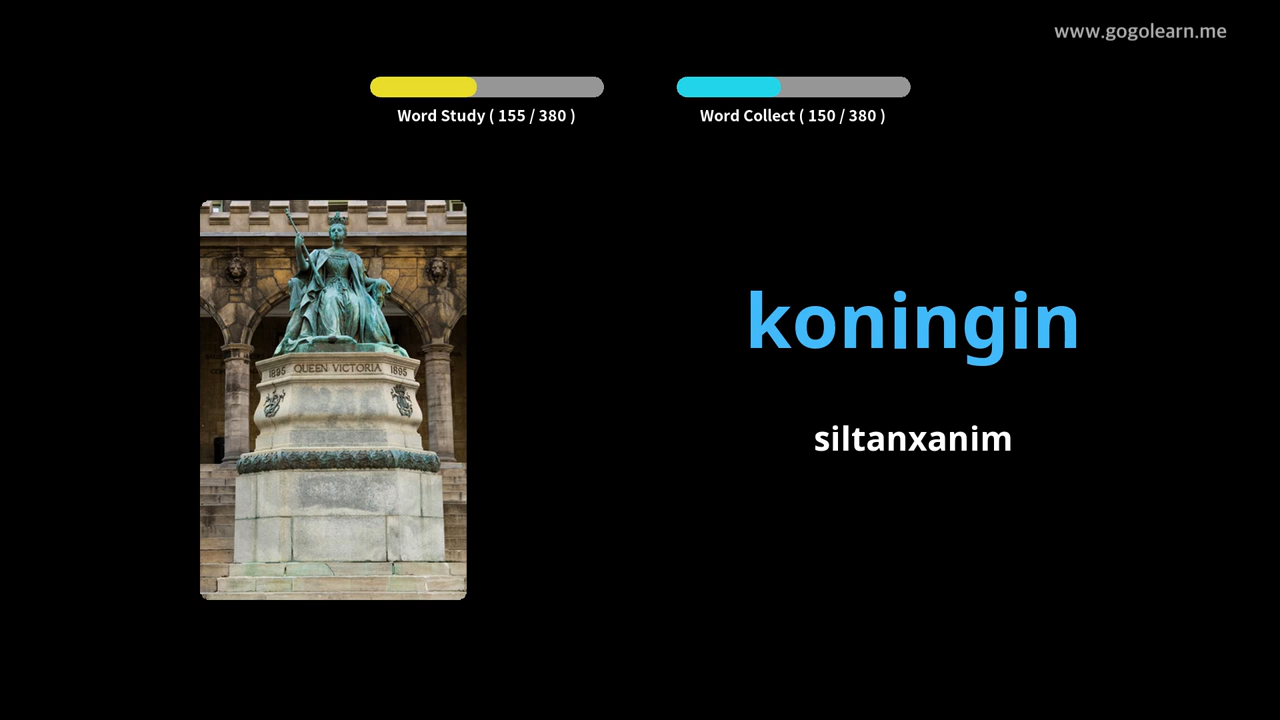 www.gogolearn.me
Word Study ( 155 / 380 )
Word Collect ( 150 / 380 )
1895 QUEEN VICTORIA 1895
koningin
siltanxanim